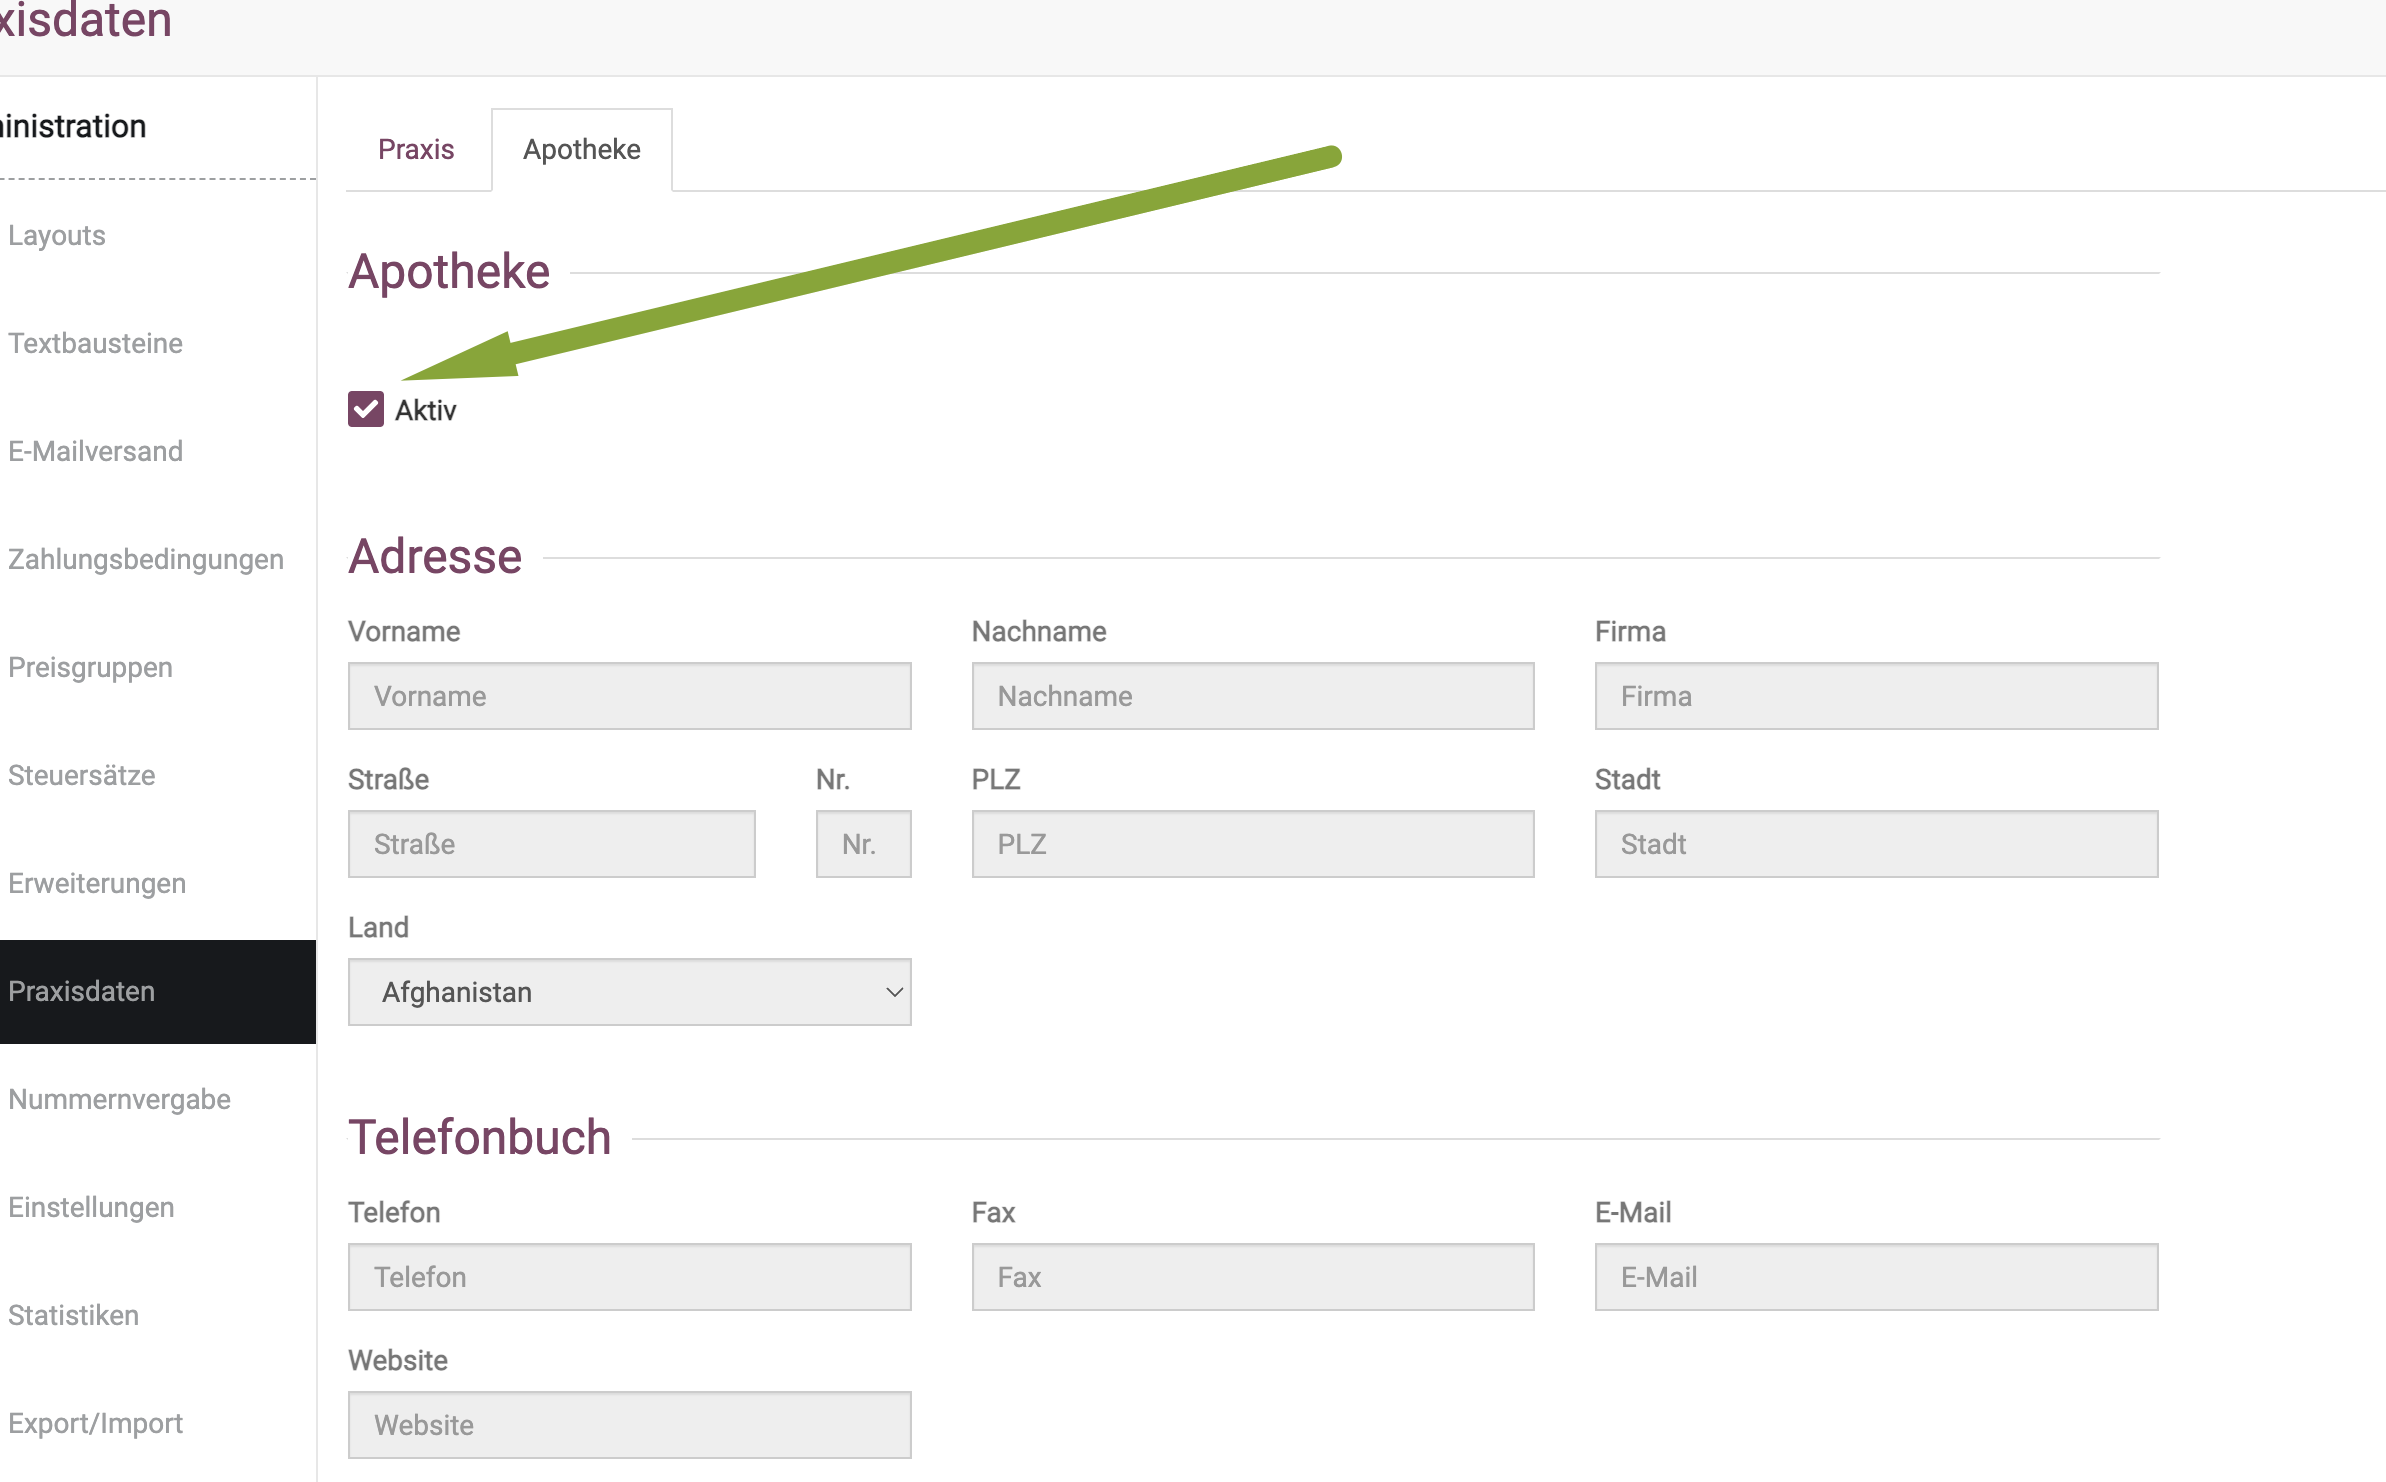 xisdaten
inistration
Layouts
Textbausteine
E-Mailversand
Zahlungsbedingungen
Preisgruppen
Steuersätze
Erweiterungen
Praxisdaten
Nummernvergabe
Einstellungen
Statistiken
Export/Import
Praxis Apotheke
Apotheke
Aktiv
Adresse
Vorname Nachname Firma
Vorname Nachname Firma
Straße Nr. PLZ Stadt
Straße Nr. PLZ Stadt
Land
Afghanistan
Telefonbuch
Telefon Fax E-Mail
Telefon Fax E-Mail
Website
Website